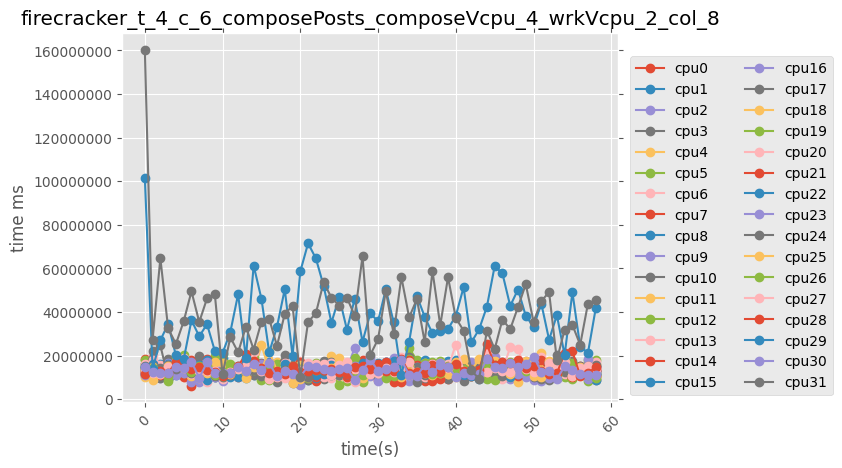 firecracker_t_4_c_6_composePosts_composeVcpu_4_wrkVcpu_2_col_8
160000000
140000000
120000000
100000000
80000000
60000000
40000000
20000000
0
time ms
0 10 20 30 40 50 60
time(s)
cpu0 cpu16
cpu1 cpu17
cpu2 cpu18
cpu3 cpu19
cpu4 cpu20
cpu5 cpu21
cpu6 cpu22
cpu7 cpu23
cpu8 cpu24
cpu9 cpu25
cpu10 cpu26
cpu11 cpu27
cpu12 cpu28
cpu13 cpu29
cpu14 cpu30
cpu15 cpu31